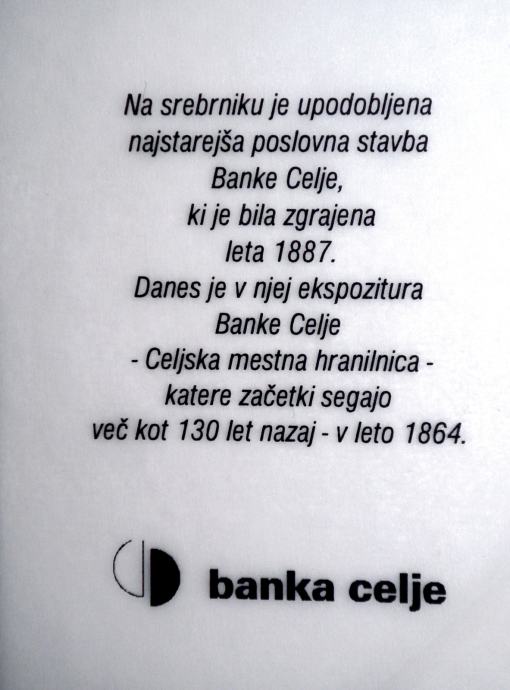 Na srebrniku je upodobljena
najstarejša poslovna stavba
Banke Celje,
ki je bila zgrajena
leta 1887.
Danes je v njej ekspozitura
Banke Celje
- Celjska mestna hranilnica -
katere začetki segajo
več kot 130 let nazaj - v leto 1864.
banka celje